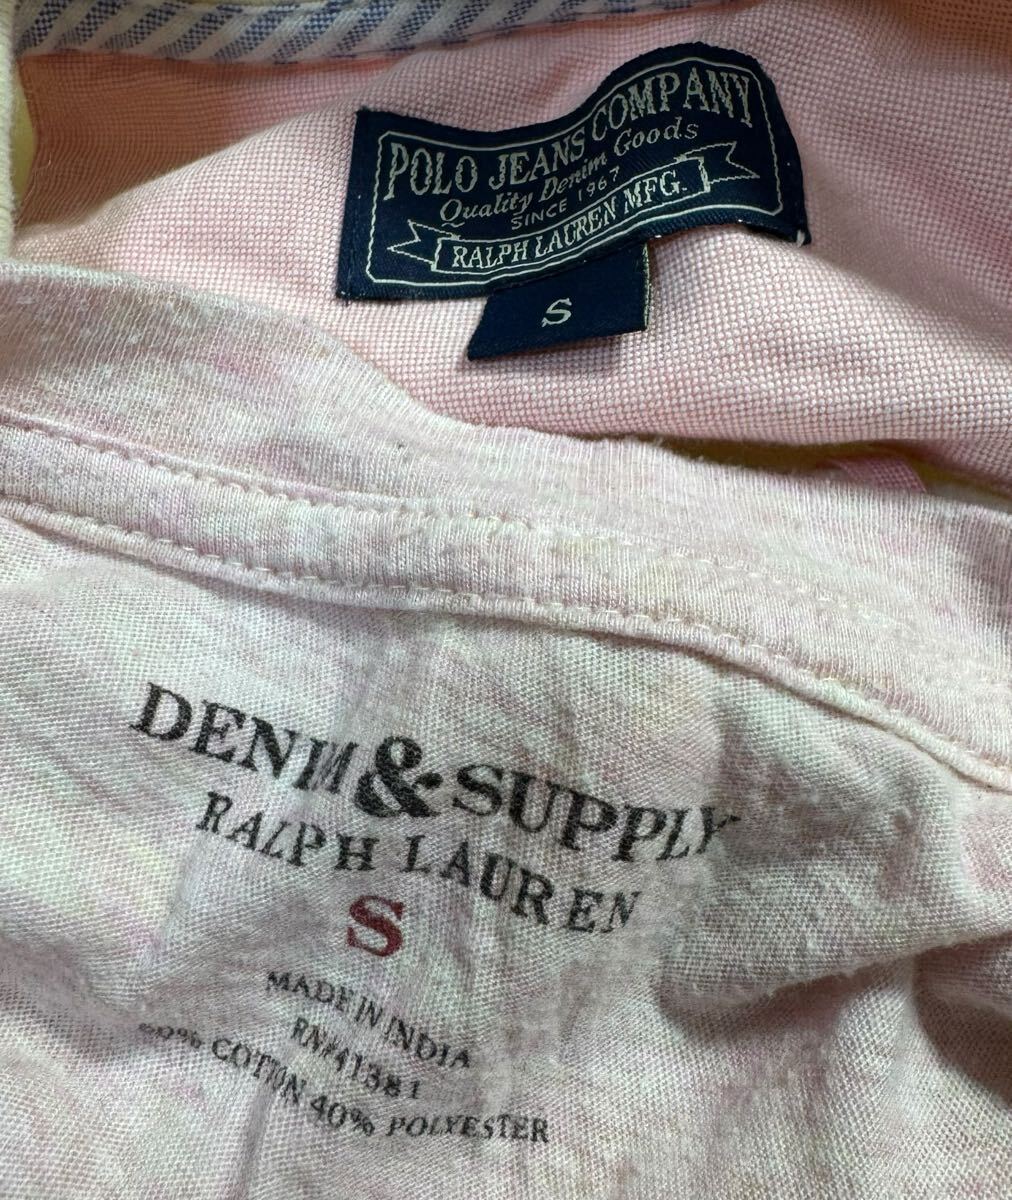 POLO JEANS COMPANY
Quality Denim Goods
SINCE 1967
RALPH LAUREN MFG.
S
DENIM & SUPPLY
RALPH LAUREN
S
MADE IN INDIA
RN#41381
COTTON 40% POLYESTER